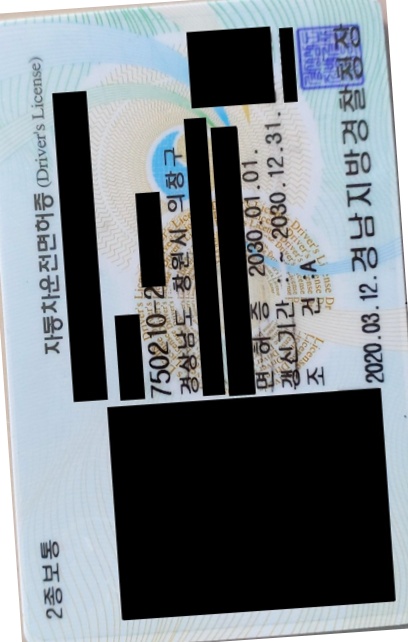 2종보통
자동차운전면허증 (Driver's License)
750210-2
경상남도 창원시 의창구
면 허 증 2030.01.01.
갱신기간 ~ 2030.12.31.
조 건 : A
2020.03.12. 경남지방경찰청장